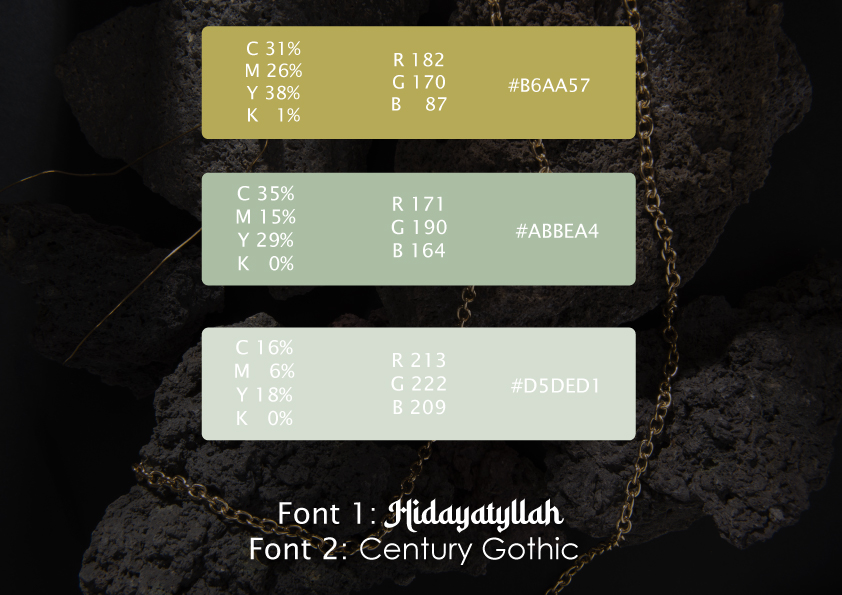 C 31%
M 26%
Y 38%
K 1%
R 182
G 170
B 87
#B6AA57
C 35%
M 15%
Y 29%
K 0%
R 171
G 190
B 164
#ABBEA4
C 16%
M 6%
Y 18%
K 0%
R 213
G 222
B 209
#D5DED1
Font 1: Hidayatyllah
Font 2: Century Gothic